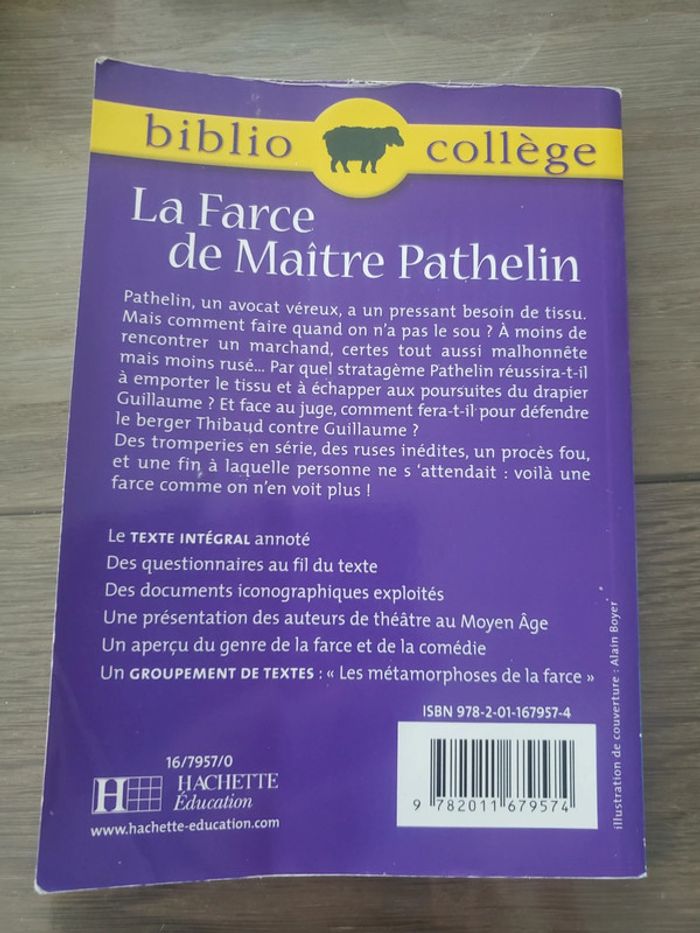 biblio collège
La Farce
de Maître Pathelin
Pathelin, un avocat véreux, a un pressant besoin de tissu.
Mais comment faire quand on n'a pas le sou ? À moins de
rencontrer un marchand, certes tout aussi malhonnête
mais moins rusé... Par quel stratagème Pathelin réussira-t-il
à emporter le tissu et à échapper aux poursuites du drapier
Guillaume ? Et face au juge, comment fera-t-il pour défendre
le berger Thibaud contre Guillaume ?
Des tromperies en série, des ruses inédites, un procès fou,
et une fin à laquelle personne ne s 'attendait : voilà une
farce comme on n'en voit plus !
Le TEXTE INTÉGRAL annoté
Des questionnaires au fil du texte
Des documents iconographiques exploités
Une présentation des auteurs de théâtre au Moyen Âge
Un aperçu du genre de la farce et de la comédie
Un GROUPEMENT DE TEXTES : « Les métamorphoses de la farce »
ISBN 978-2-01-167957-4
16/7957/0
H HACHETTE
Éducation
www.hachette-education.com
9 782011 679574
illustration de couverture : Alain Boyer